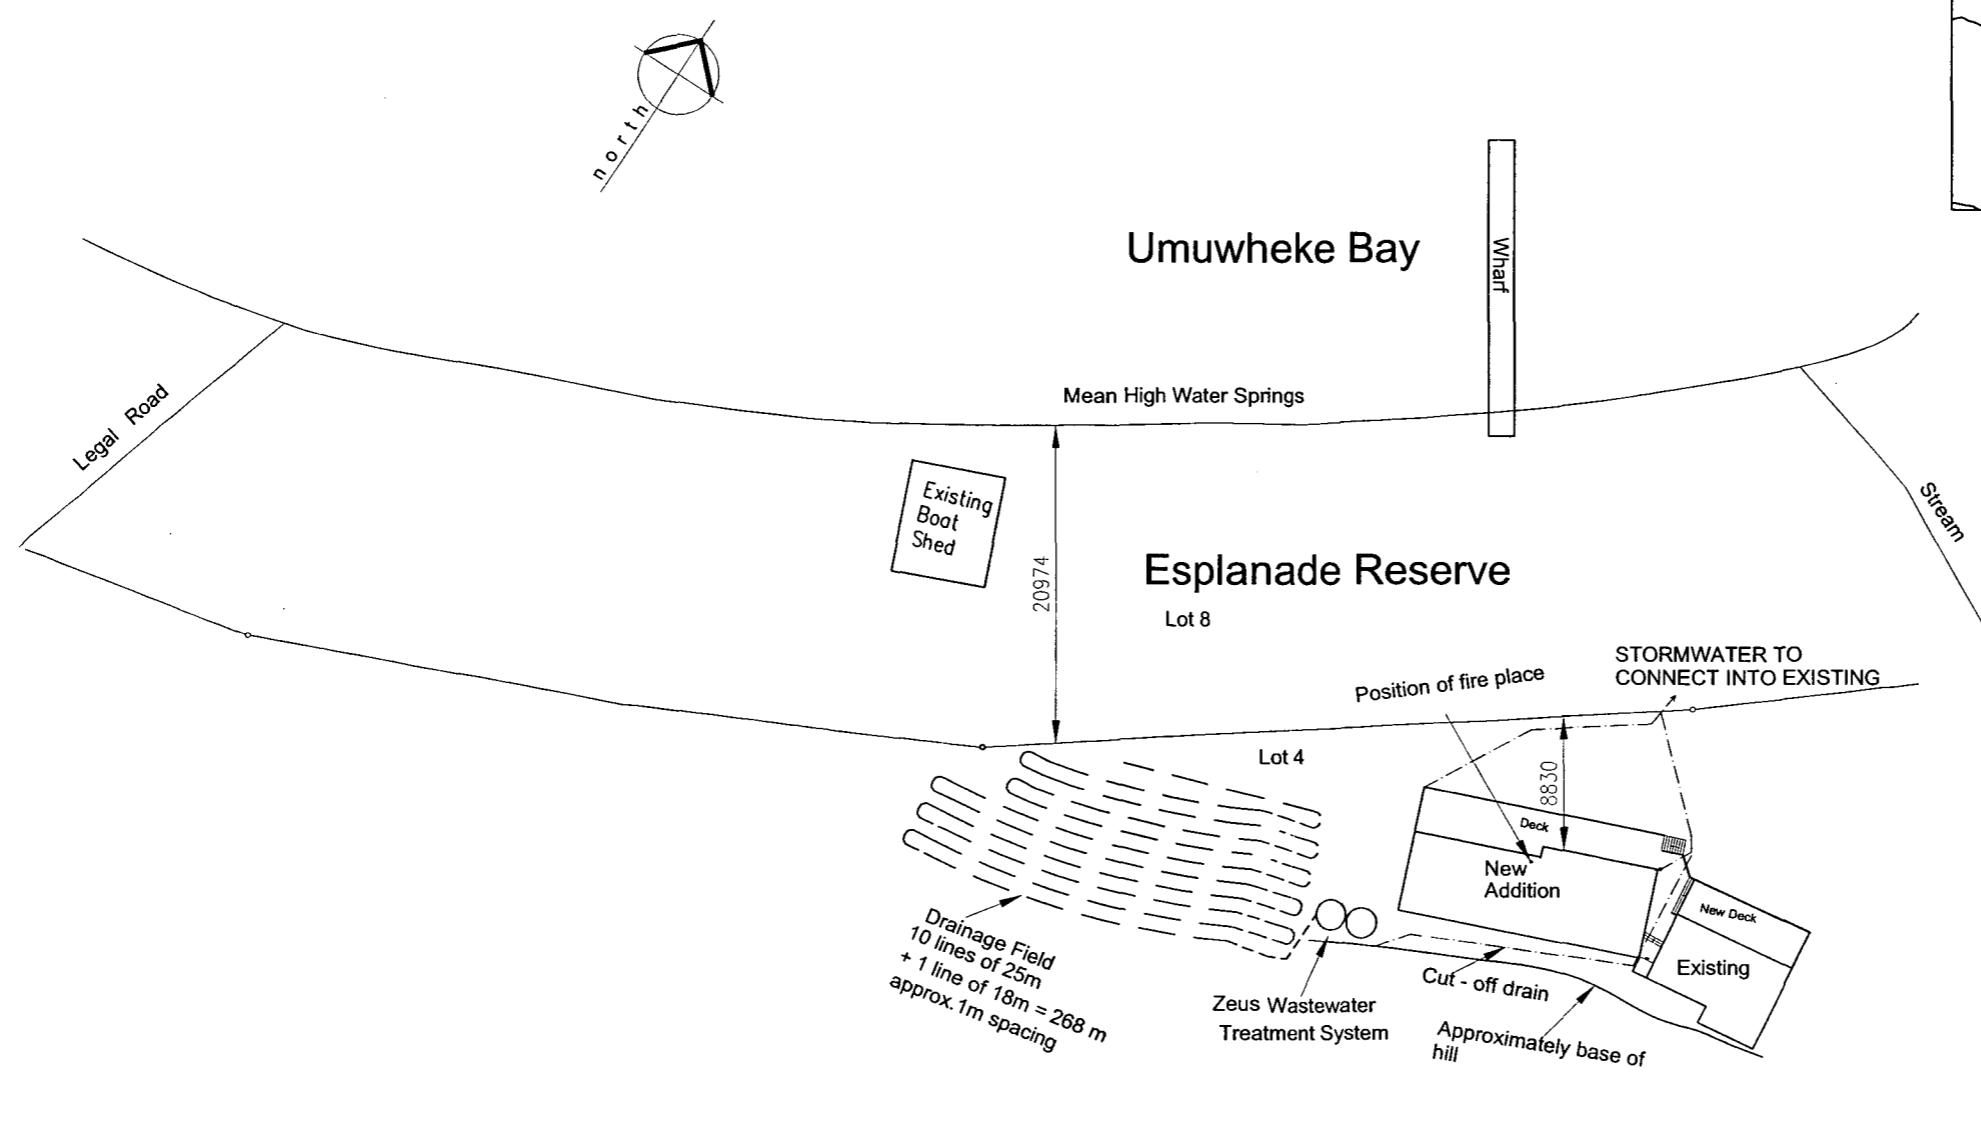 north
Umuwheke Bay
Wharf
Mean High Water Springs
Legal Road
Existing
Boat
Shed
20974
Esplanade Reserve
Lot 8
Stream
STORMWATER TO
CONNECT INTO EXISTING
Position of fire place
Lot 4
8830
Deck
New
Addition
New Deck
Existing
Drainage Field
10 lines of 25m
+ 1 line of 18m = 268 m
approx. 1m spacing
Zeus Wastewater
Treatment System
Cut - off drain
Approximately base of
hill